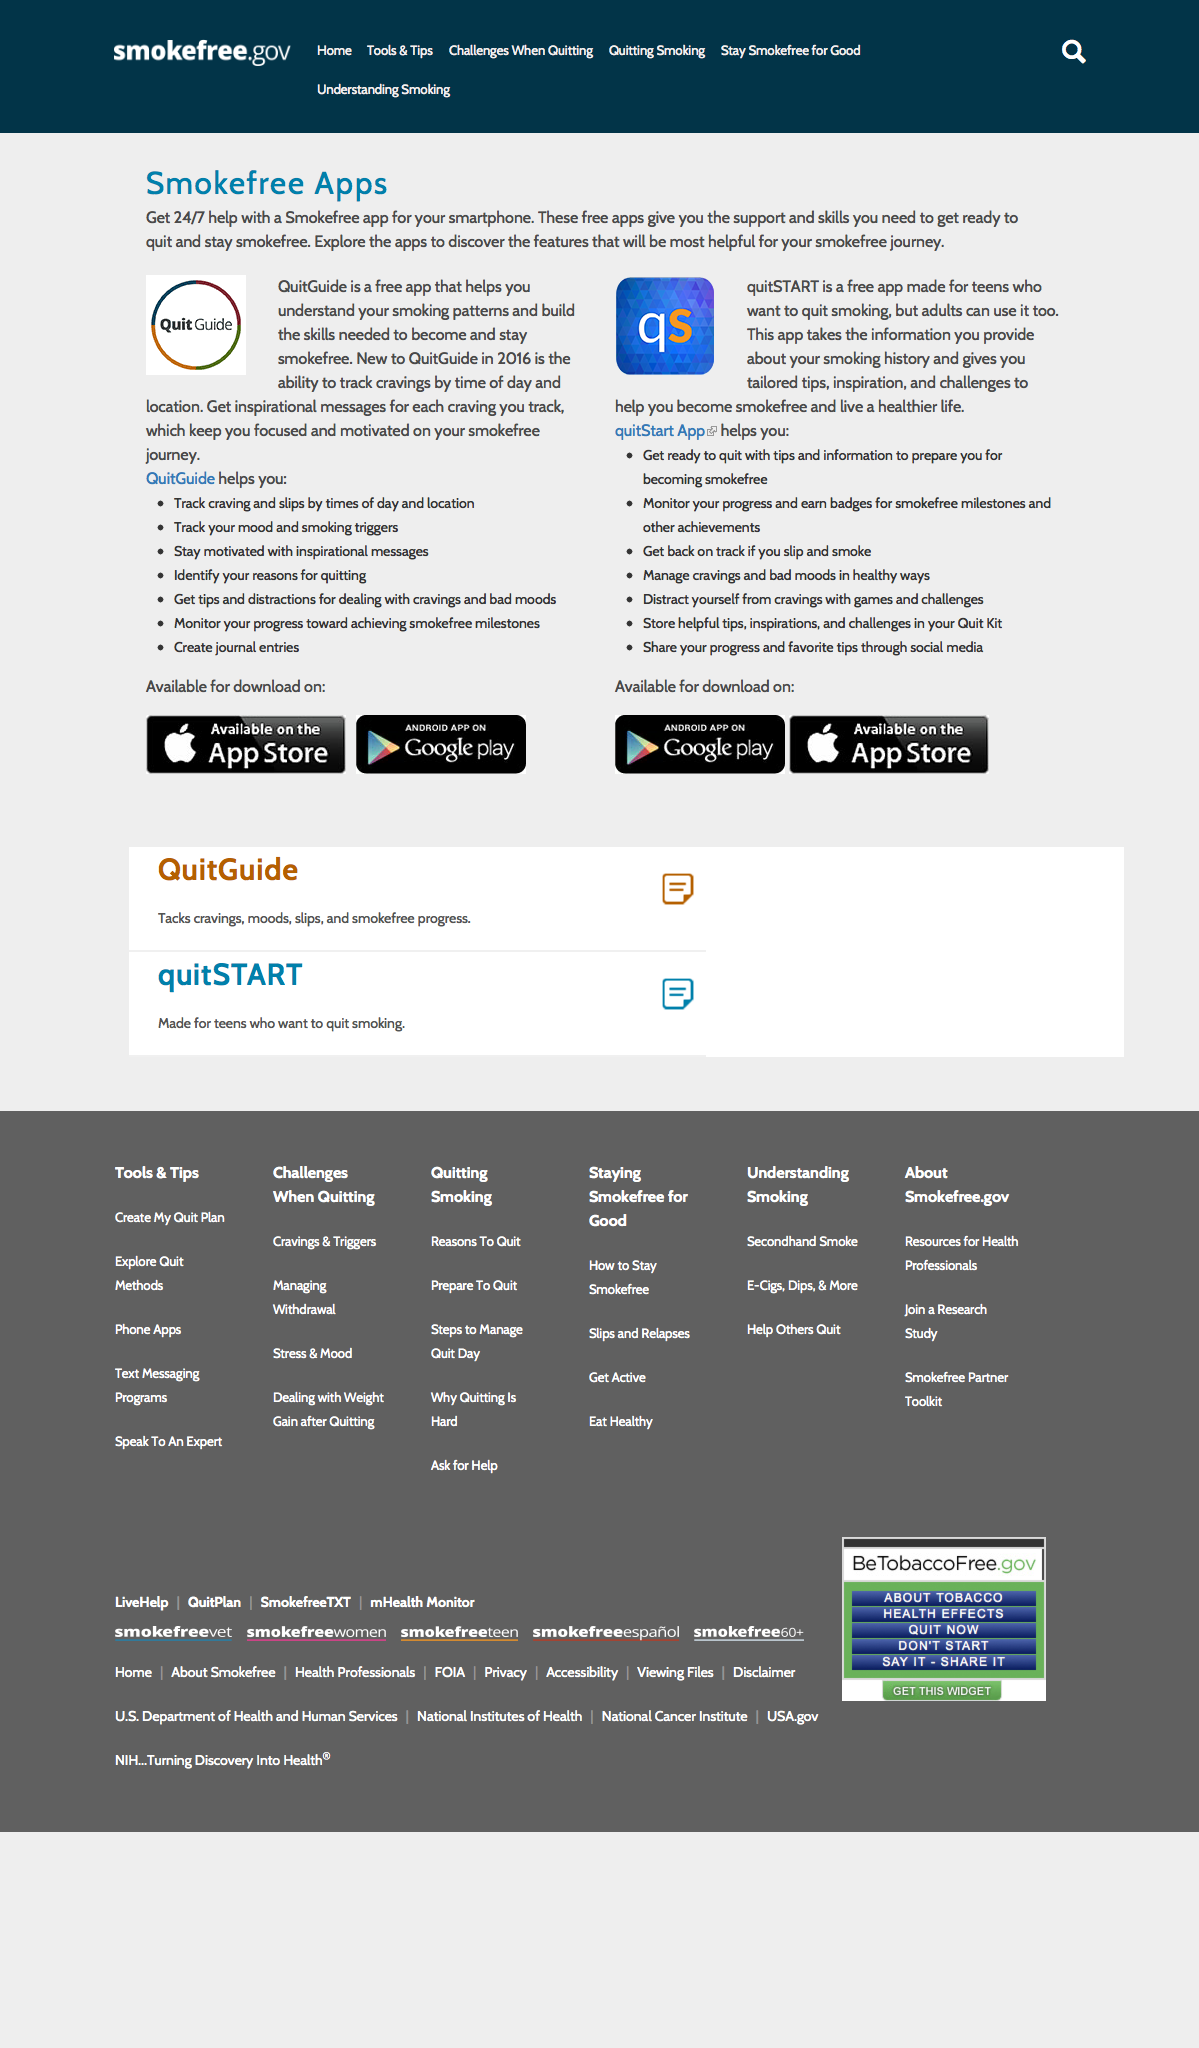 smokefree.gov
Home Tools & Tips Challenges When Quitting Quitting Smoking Stay Smokefree for Good
Understanding Smoking
Smokefree Apps
Get 24/7 help with a Smokefree app for your smartphone. These free apps give you the support and skills you need to get ready to
quit and stay smokefree. Explore the apps to discover the features that will be most helpful for your smokefree journey.
Quit Guide
QuitGuide is a free app that helps you
understand your smoking patterns and build
the skills needed to become and stay
smokefree. New to QuitGuide in 2016 is the
ability to track cravings by time of day and
location. Get inspirational messages for each craving you track,
which keep you focused and motivated on your smokefree
journey.
QuitGuide helps you:
• Track craving and slips by times of day and location
• Track your mood and smoking triggers
• Stay motivated with inspirational messages
• Identify your reasons for quitting
• Get tips and distractions for dealing with cravings and bad moods
• Monitor your progress toward achieving smokefree milestones
• Create journal entries
Available for download on:
Available on the
App Store
ANDROID APP ON
Google play
qS
quitSTART is a free app made for teens who
want to quit smoking, but adults can use it too.
This app takes the information you provide
about your smoking history and gives you
tailored tips, inspiration, and challenges to
help you become smokefree and live a healthier life.
quitStart App helps you:
• Get ready to quit with tips and information to prepare you for
becoming smokefree
• Monitor your progress and earn badges for smokefree milestones and
other achievements
• Get back on track if you slip and smoke
• Manage cravings and bad moods in healthy ways
• Distract yourself from cravings with games and challenges
• Store helpful tips, inspirations, and challenges in your Quit Kit
• Share your progress and favorite tips through social media
Available for download on:
ANDROID APP ON
Google play
Available on the
App Store
QuitGuide
Tacks cravings, moods, slips, and smokefree progress.
quitSTART
Made for teens who want to quit smoking.
Tools & Tips
Create My Quit Plan
Explore Quit
Methods
Phone Apps
Text Messaging
Programs
Speak To An Expert
Challenges
When Quitting
Cravings & Triggers
Managing
Withdrawal
Stress & Mood
Dealing with Weight
Gain after Quitting
Quitting
Smoking
Reasons To Quit
Prepare To Quit
Steps to Manage
Quit Day
Why Quitting Is
Hard
Ask for Help
Staying
Smokefree for
Good
How to Stay
Smokefree
Slips and Relapses
Get Active
Eat Healthy
Understanding
Smoking
Secondhand Smoke
E-Cigs, Dips, & More
Help Others Quit
About
Smokefree.gov
Resources for Health
Professionals
Join a Research
Study
Smokefree Partner
Toolkit
LiveHelp | QuitPlan | SmokefreeTXT | mHealth Monitor
smokefreevet smokefreewomen smokefreeteen smokefreeespañol smokefree60+
Home | About Smokefree | Health Professionals | FOIA | Privacy | Accessibility | Viewing Files | Disclaimer
U.S. Department of Health and Human Services | National Institutes of Health | National Cancer Institute | USA.gov
NIH...Turning Discovery Into Health®
BeTobaccoFree.gov
ABOUT TOBACCO
HEALTH EFFECTS
QUIT NOW
DON'T START
SAY IT - SHARE IT
GET THIS WIDGET